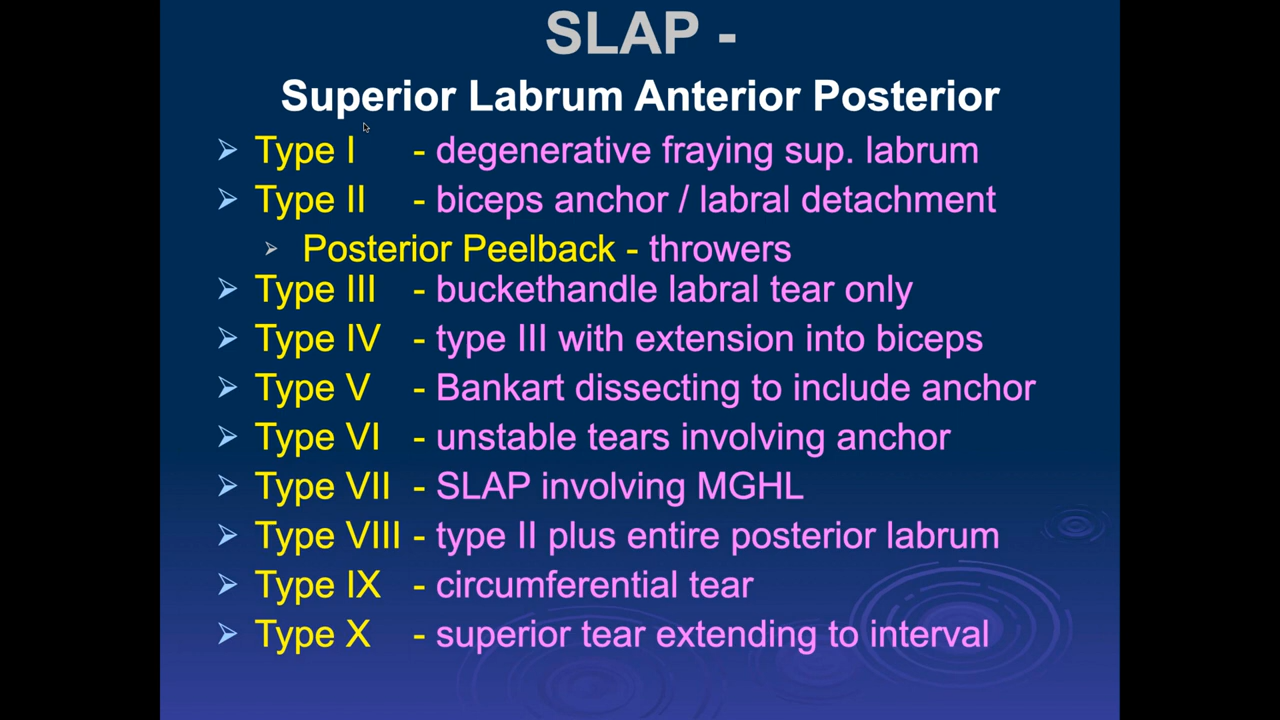 SLAP -
Superior Labrum Anterior Posterior
Type I - degenerative fraying sup. labrum
Type II - biceps anchor / labral detachment
Posterior Peelback - throwers
Type III - buckethandle labral tear only
Type IV - type III with extension into biceps
Type V - Bankart dissecting to include anchor
Type VI - unstable tears involving anchor
Type VII - SLAP involving MGHL
Type VIII - type II plus entire posterior labrum
Type IX - circumferential tear
Type X - superior tear extending to interval